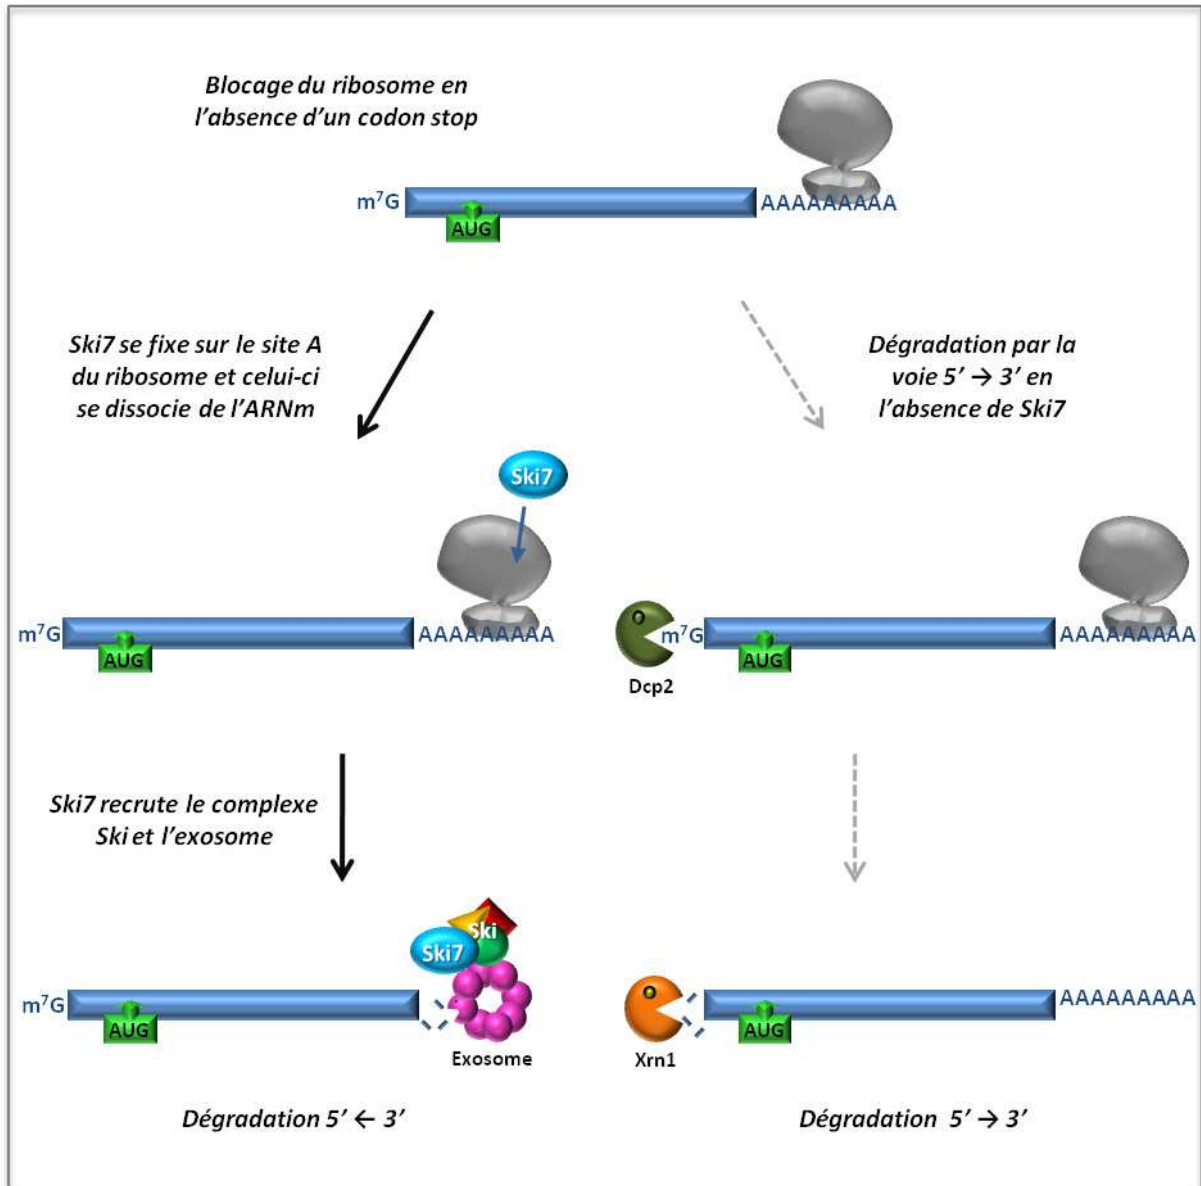 Blocage du ribosome en
l'absence d'un codon stop
m⁷G
AAAAAAAAA
AUG
Ski7 se fixe sur le site A
du ribosome et celui-ci
se dissocie de l'ARNm
Dégradation par la
voie 5' → 3' en
l'absence de Ski7
Ski7
m⁷G
AAAAAAAAA
AUG
m⁷G
AAAAAAAAA
AUG
Dcp2
Ski7 recrute le complexe
Ski et l'exosome
Ski
Ski7
m⁷G
AUG
Exosome
AAAAAAAAA
AUG
Xrn1
Dégradation 5' ← 3'
Dégradation 5' → 3'